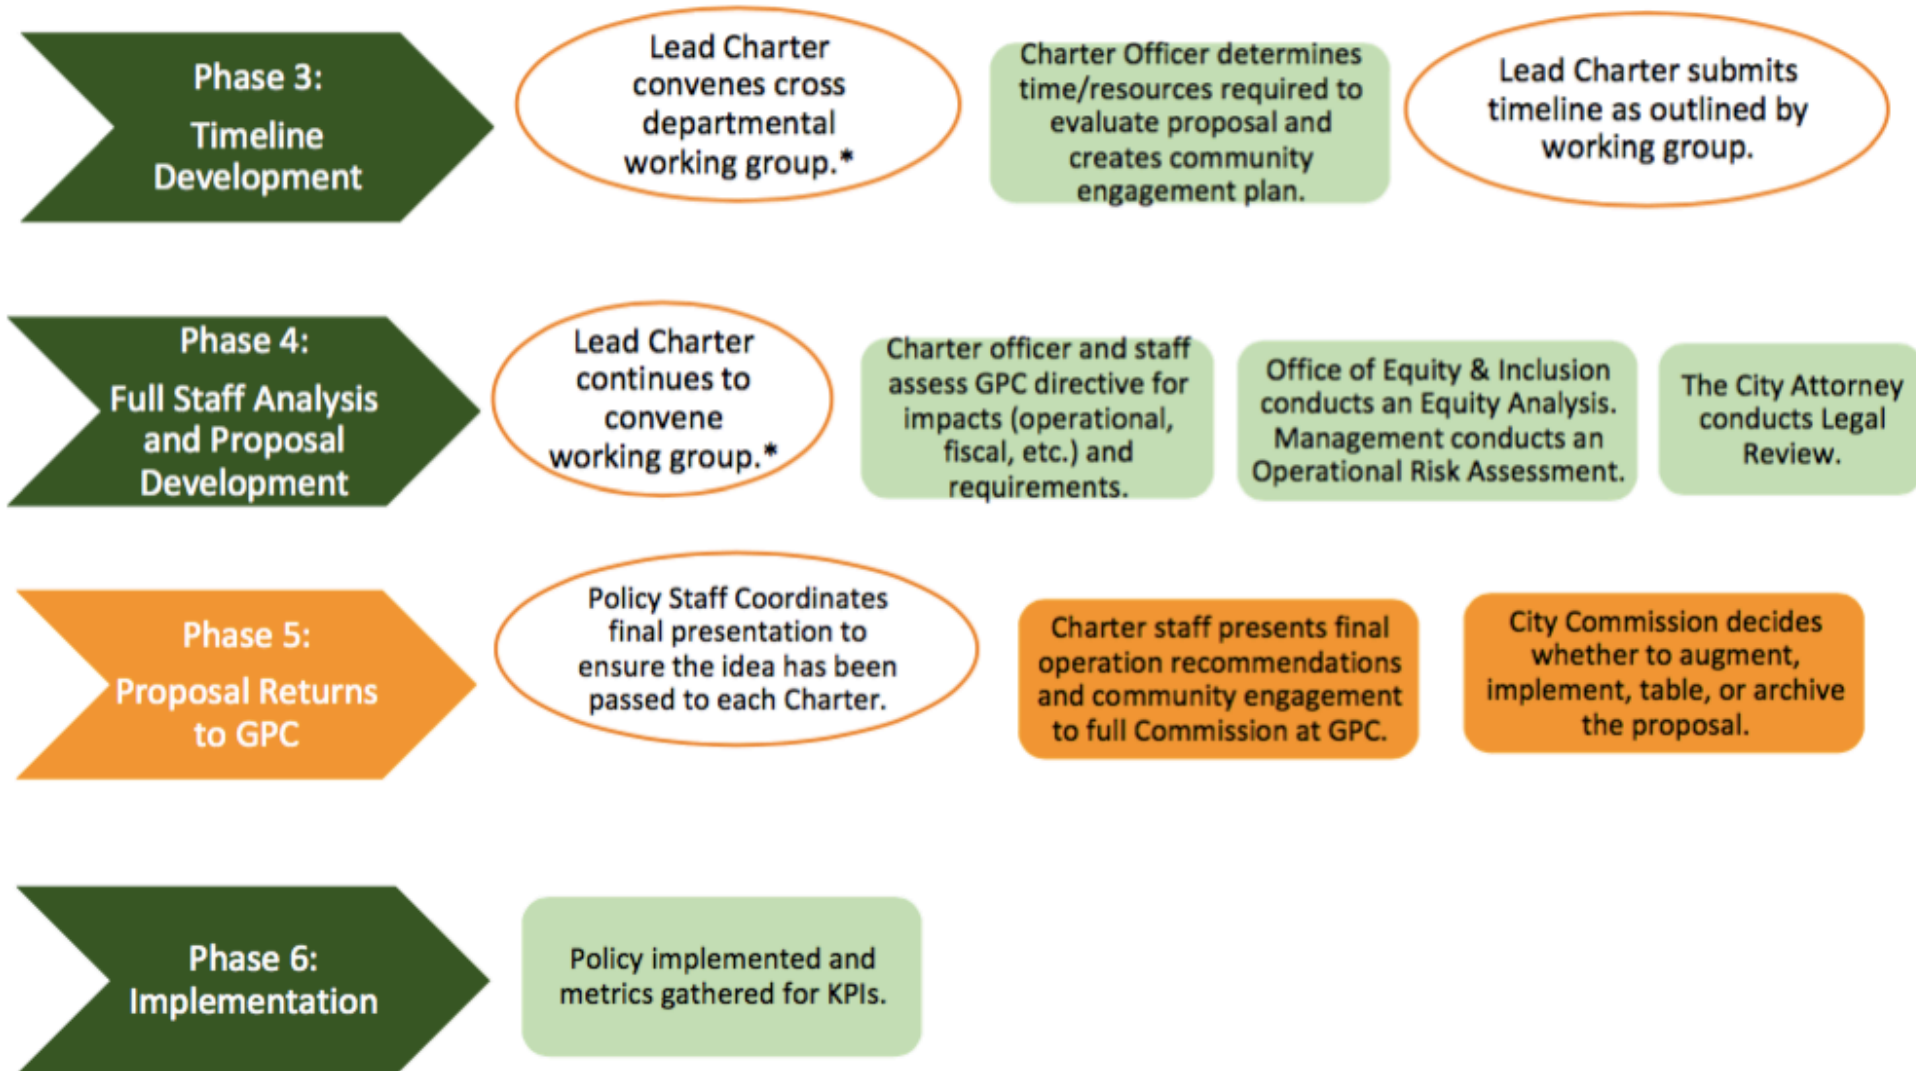 Phase 3:
Timeline
Development
Lead Charter
convenes cross
departmental
working group.*
Charter Officer determines
time/resources required to
evaluate proposal and
creates community
engagement plan.
Lead Charter submits
timeline as outlined by
working group.
Phase 4:
Full Staff Analysis
and Proposal
Development
Lead Charter
continues to
convene
working group.*
Charter officer and staff
assess GPC directive for
impacts (operational,
fiscal, etc.) and
requirements.
Office of Equity & Inclusion
conducts an Equity Analysis.
Management conducts an
Operational Risk Assessment.
The City Attorney
conducts Legal
Review.
Phase 5:
Proposal Returns
to GPC
Policy Staff Coordinates
final presentation to
ensure the idea has been
passed to each Charter.
Charter staff presents final
operation recommendations
and community engagement
to full Commission at GPC.
City Commission decides
whether to augment,
implement, table, or archive
the proposal.
Phase 6:
Implementation
Policy implemented and
metrics gathered for KPIs.